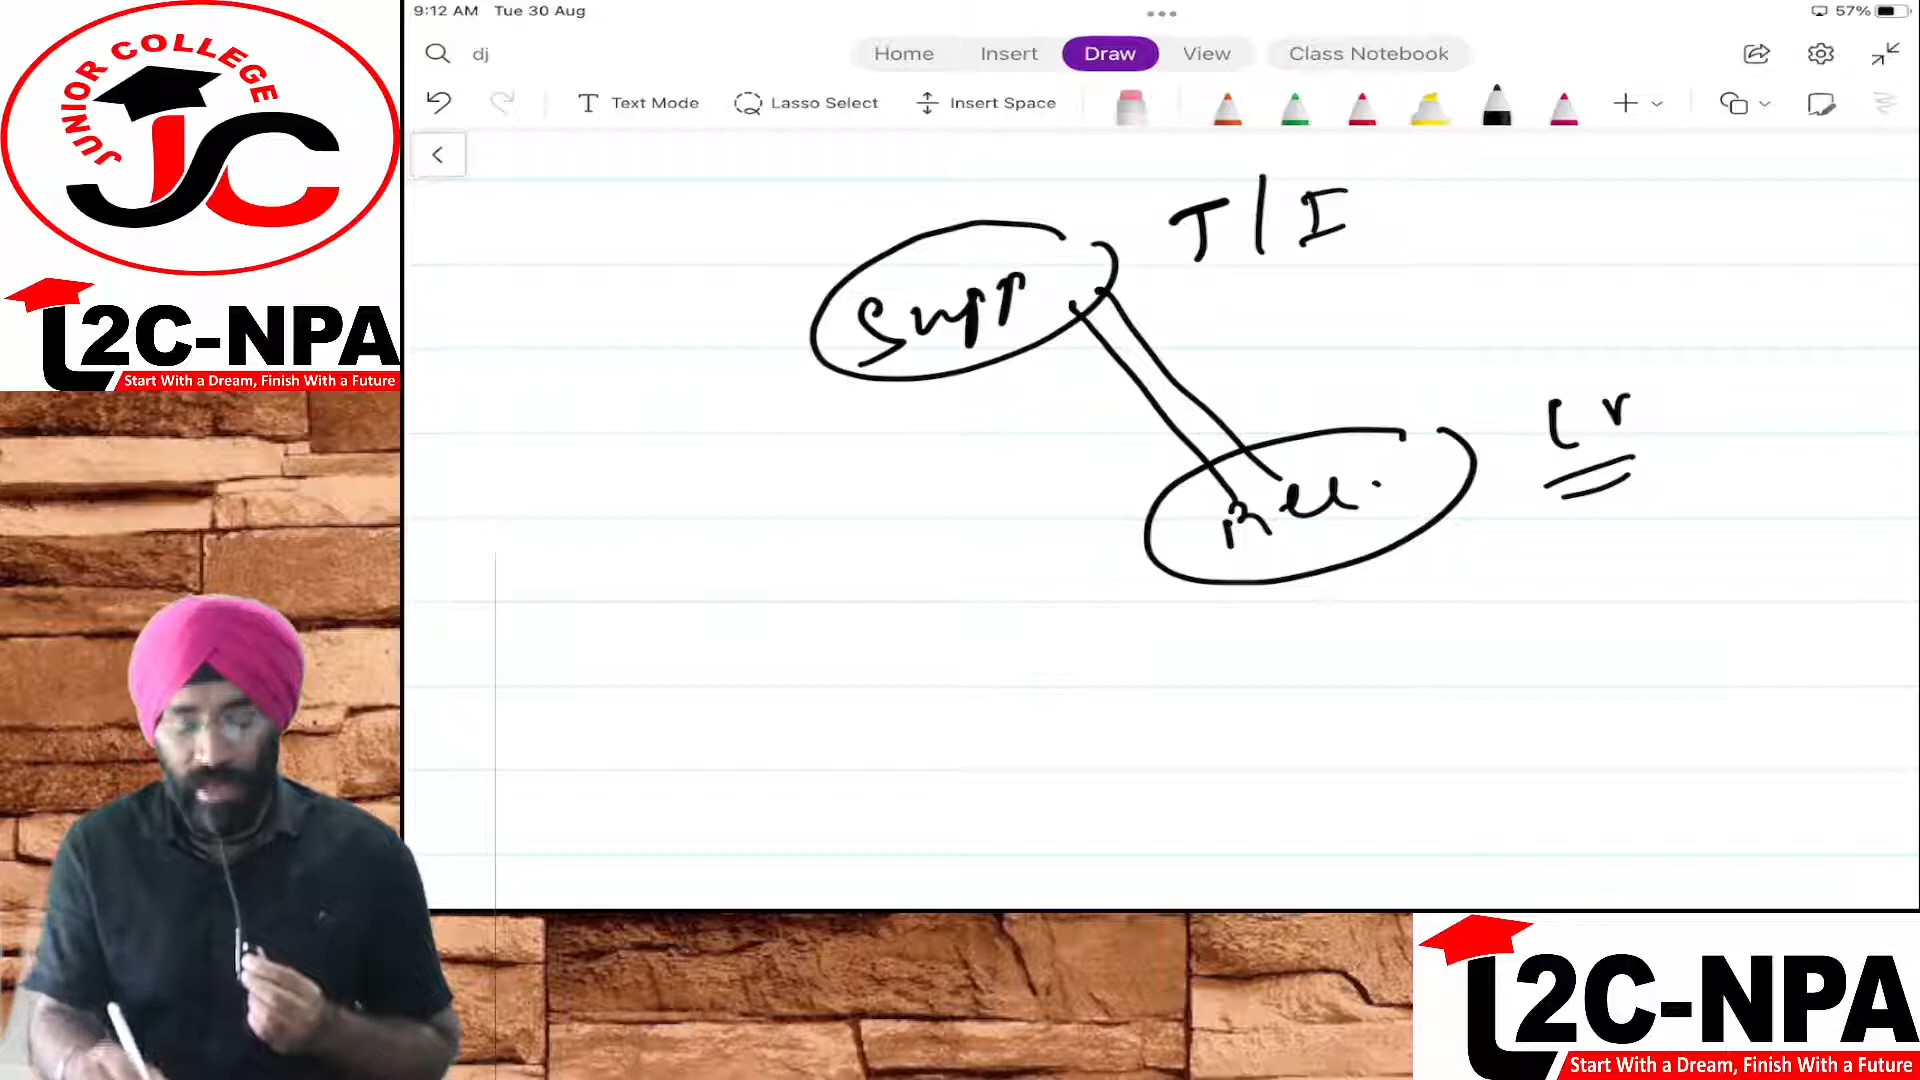 JUNIOR COLLEGE
JC
L2C-NPA
Start With a Dream, Finish With a Future
9:12 AM Tue 30 Aug
57%
dj
Home Insert Draw View Class Notebook
T Text Mode Lasso Select Insert Space
T/I
Supp
Cr
L2C-NPA
Start With a Dream, Finish With a Future